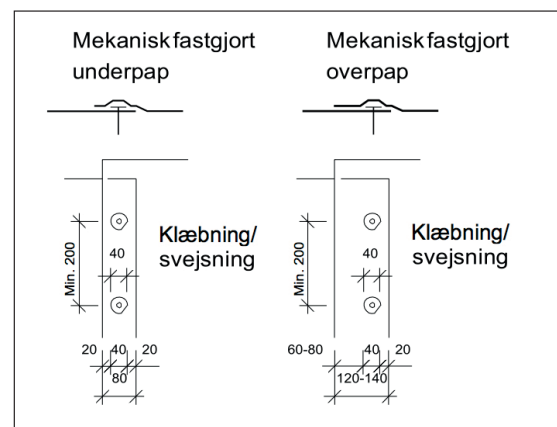 Mekanisk fastgjort
underpap
Klæbning/
svejsning
Min. 200
40
20 40 20
80
Mekanisk fastgjort
overpap
Klæbning/
svejsning
Min. 200
40
60-80 40 20
120-140